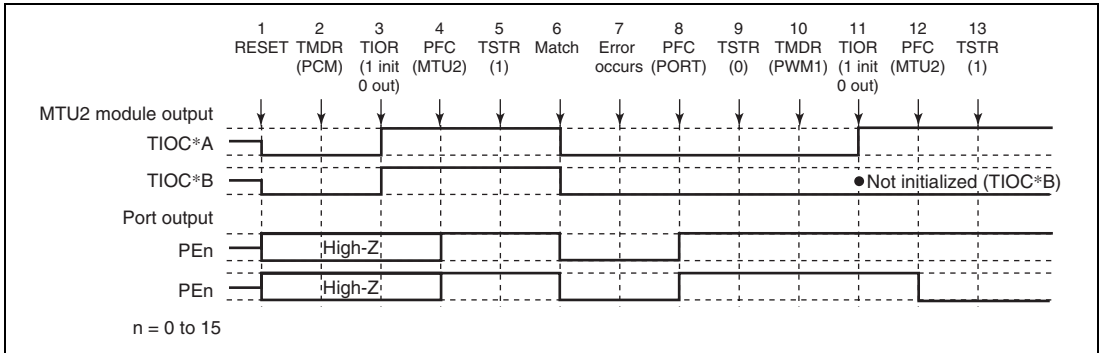 1 2 3 4 5 6 7 8 9 10 11 12 13
RESET TMDR TIOR PFC TSTR Match Error PFC TSTR TMDR TIOR PFC TSTR
(PCM) (1 init (MTU2) (1) occurs (PORT) (0) (PWM1) (1 init (MTU2) (1)
0 out) 0 out)
MTU2 module output
TIOC*A
TIOC*B
●Not initialized (TIOC*B)
Port output
PEn
High-Z
PEn
High-Z
n = 0 to 15